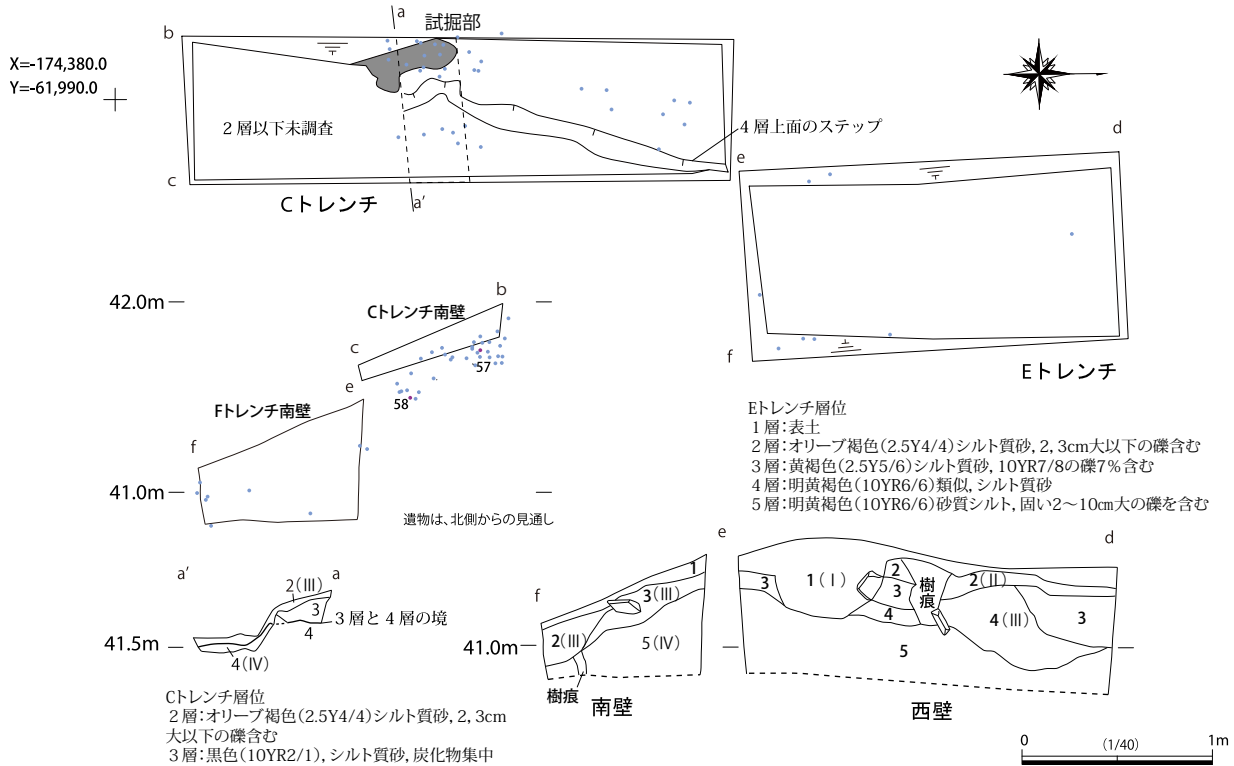 a
試掘部
b
X=-174,380.0
Y=-61,990.0
2層以下未調査
4層上面のステップ
c
Cトレンチ
a'
d
e
f
Eトレンチ
42.0m
b
Cトレンチ南壁
c
57
e
58
Fトレンチ南壁
f
41.0m
遺物は、北側からの見通し
Eトレンチ層位
1層:表土
2層:オリーブ褐色(2.5Y4/4)シルト質砂, 2, 3cm大以下の礫含む
3層:黄褐色(2.5Y5/6)シルト質砂, 10YR7/8の礫7%含む
4層:明黄褐色(10YR6/6)類似, シルト質砂
5層:明黄褐色(10YR6/6)砂質シルト, 固い2〜10㎝大の礫を含む
a'
a
2(III)
3
3層と4層の境
4
41.5m
4(IV)
Cトレンチ層位
2層:オリーブ褐色(2.5Y4/4)シルト質砂, 2, 3cm
大以下の礫含む
3層:黒色(10YR2/1), シルト質砂, 炭化物集中
e
f
1
3(III)
2(III)
5(IV)
41.0m
樹痕
南壁
d
3
1(I)
2
3
4
樹痕
2(II)
4(III)
3
5
西壁
0
(1/40)
1m